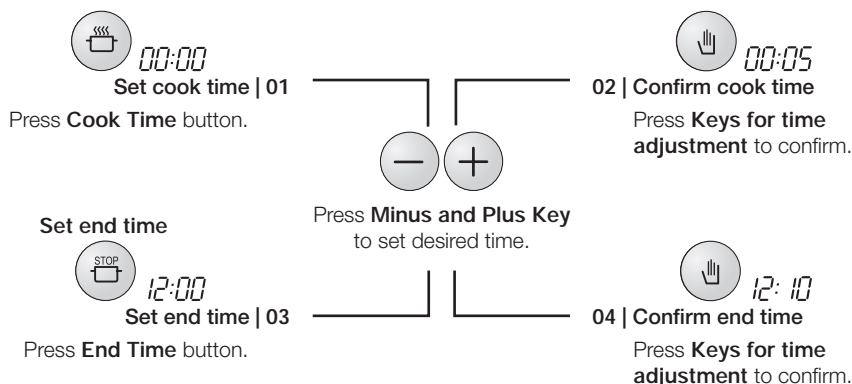 00:00
Set cook time | 01
Press Cook Time button.
00:05
02 | Confirm cook time
Press Keys for time
adjustment to confirm.
− +
Press Minus and Plus Key
to set desired time.
Set end time
STOP
12:00
Set end time | 03
Press End Time button.
12:10
04 | Confirm end time
Press Keys for time
adjustment to confirm.